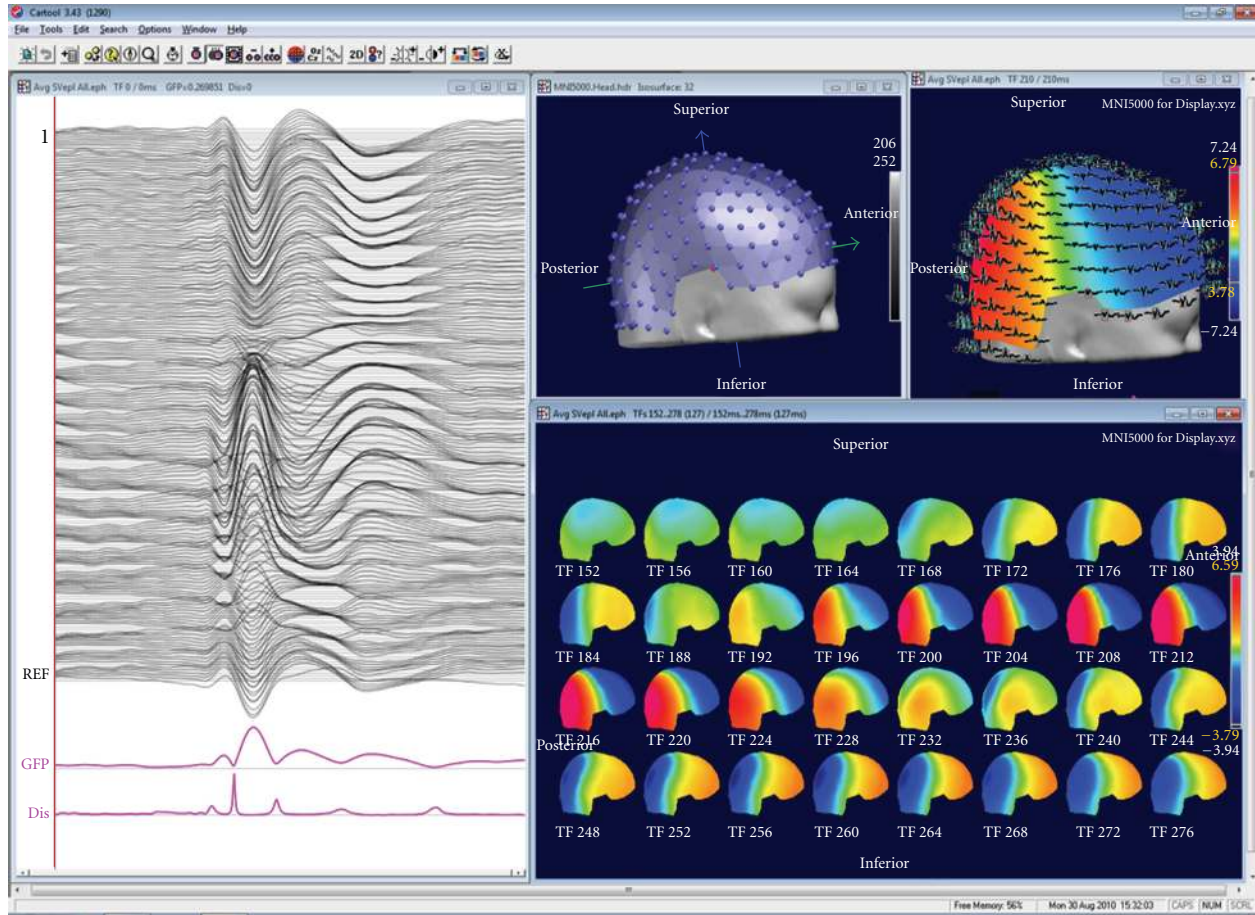 Cartool 3.43 (1290)
File Tools Edit Search Options Window Help
2D
Avg SVepl All.eph TF 0 / 0ms GFP=0.269851 Dis=0
1
REF
GFP
Dis
MNI5000.Head.hdr Isosurface: 32
Superior
206
252
Anterior
Posterior
Inferior
Avg SVepl All.eph TF 210 / 210ms
Superior
MNI5000 for Display.xyz
7.24
6.79
Anterior
Posterior
3.78
−7.24
Inferior
Avg SVepl All.eph TFs 152..278 (127) / 152ms..278ms (127ms)
Superior
MNI5000 for Display.xyz
TF 152 TF 156 TF 160 TF 164 TF 168 TF 172 TF 176 TF 180
3.94
Anterior
6.59
TF 184 TF 188 TF 192 TF 196 TF 200 TF 204 TF 208 TF 212
TF 216 TF 220 TF 224 TF 228 TF 232 TF 236 TF 240 TF 244
−3.79
Posterior
−3.94
TF 248 TF 252 TF 256 TF 260 TF 264 TF 268 TF 272 TF 276
Inferior
Free Memory: 56% Mon 30 Aug 2010 15:32:03 CAPS NUM SCRL